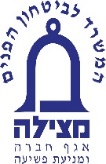 המשרד לביטחון הפנים
מצילה
אגף חברה
ומניעת פשיעה